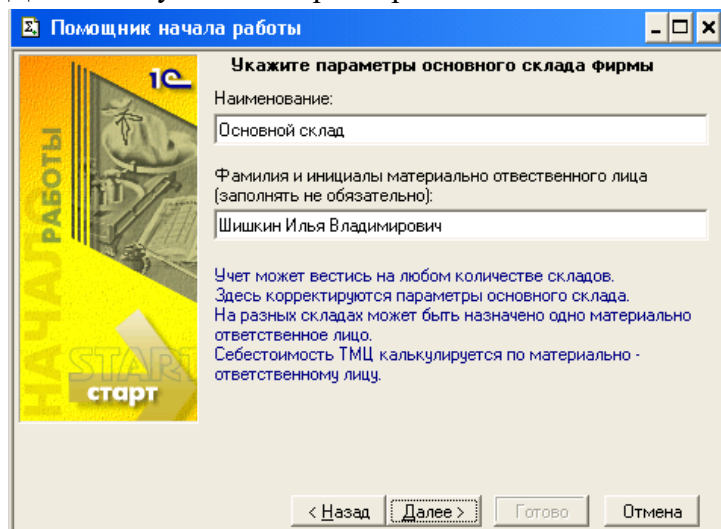 Помощник начала работы
1С
НАЧАЛО
РАБОТЫ
START
старт
Укажите параметры основного склада фирмы
Наименование:
Основной склад
Фамилия и инициалы материально отвественного лица
(заполнять не обязательно):
Шишкин Илья Владимирович
Учет может вестись на любом количестве складов.
Здесь корректируются параметры основного склада.
На разных складах может быть назначено одно материально
ответственное лицо.
Себестоимость ТМЦ калькулируется по материально -
ответственному лицу.
< Назад Далее > Готово Отмена